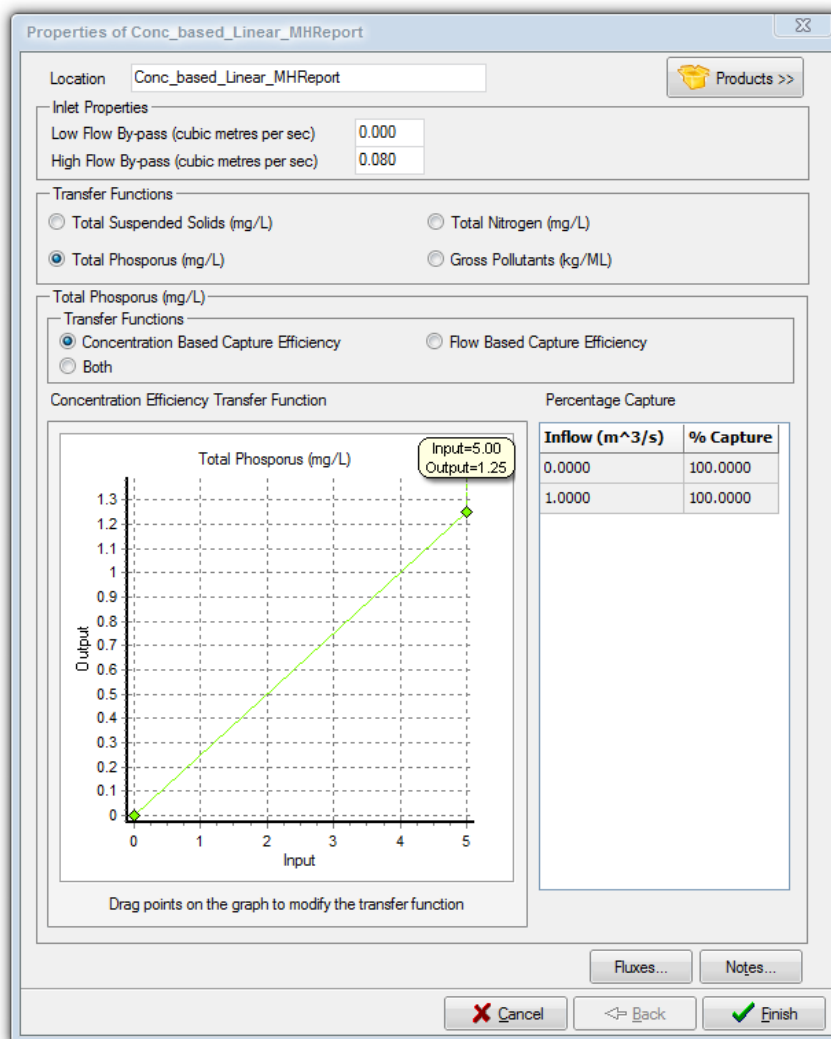 Properties of Conc_based_Linear_MHReport
Location Conc_based_Linear_MHReport Products >>
Inlet Properties
Low Flow By-pass (cubic metres per sec) 0.000
High Flow By-pass (cubic metres per sec) 0.080
Transfer Functions
Total Suspended Solids (mg/L) Total Nitrogen (mg/L)
Total Phosporus (mg/L) Gross Pollutants (kg/ML)
Total Phosporus (mg/L)
Transfer Functions
Concentration Based Capture Efficiency Flow Based Capture Efficiency
Both
Concentration Efficiency Transfer Function Percentage Capture
Total Phosporus (mg/L)
Input=5.00
Output=1.25
Inflow (m^3/s) % Capture
0.0000 100.0000
1.0000 100.0000
1.3
1.2
1.1
1
0.9
0.8
0.7
0.6
0.5
0.4
0.3
0.2
0.1
0
Output
0 1 2 3 4 5
Input
Drag points on the graph to modify the transfer function
Fluxes... Notes...
Cancel Back Finish